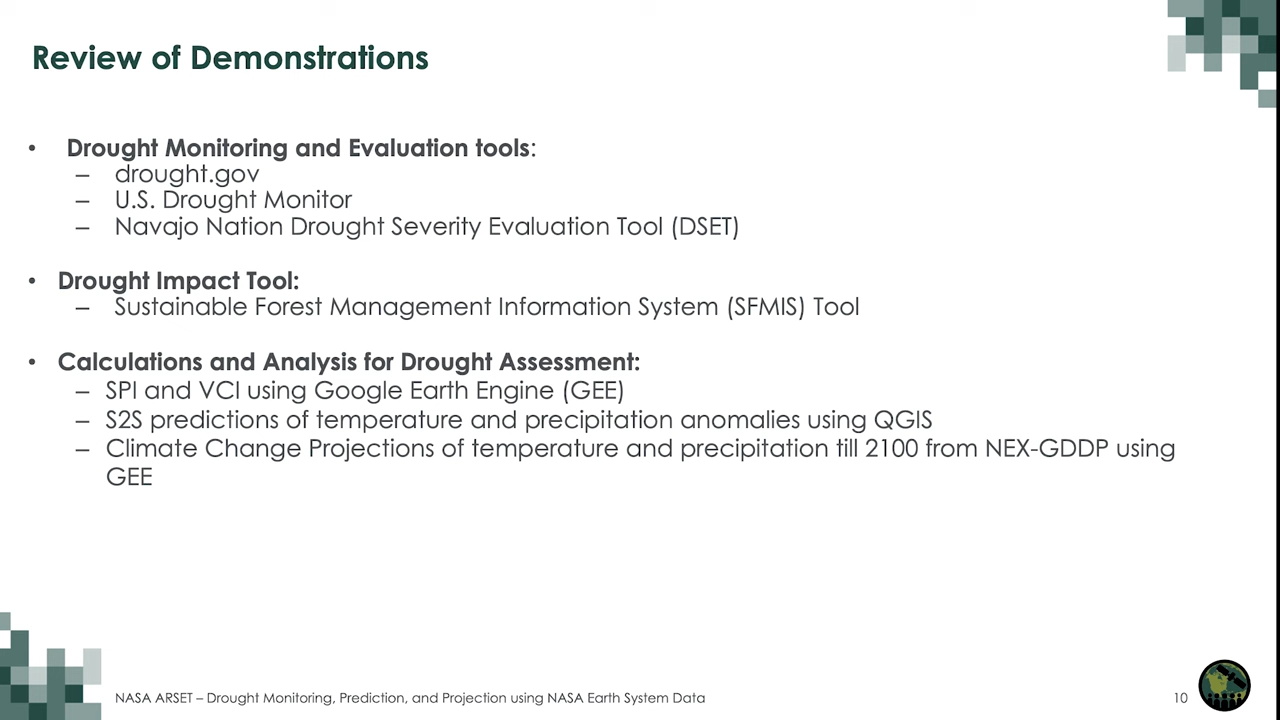 Review of Demonstrations
• Drought Monitoring and Evaluation tools:
– drought.gov
– U.S. Drought Monitor
– Navajo Nation Drought Severity Evaluation Tool (DSET)
• Drought Impact Tool:
– Sustainable Forest Management Information System (SFMIS) Tool
• Calculations and Analysis for Drought Assessment:
– SPI and VCI using Google Earth Engine (GEE)
– S2S predictions of temperature and precipitation anomalies using QGIS
– Climate Change Projections of temperature and precipitation till 2100 from NEX-GDDP using
GEE
NASA ARSET – Drought Monitoring, Prediction, and Projection using NASA Earth System Data
10